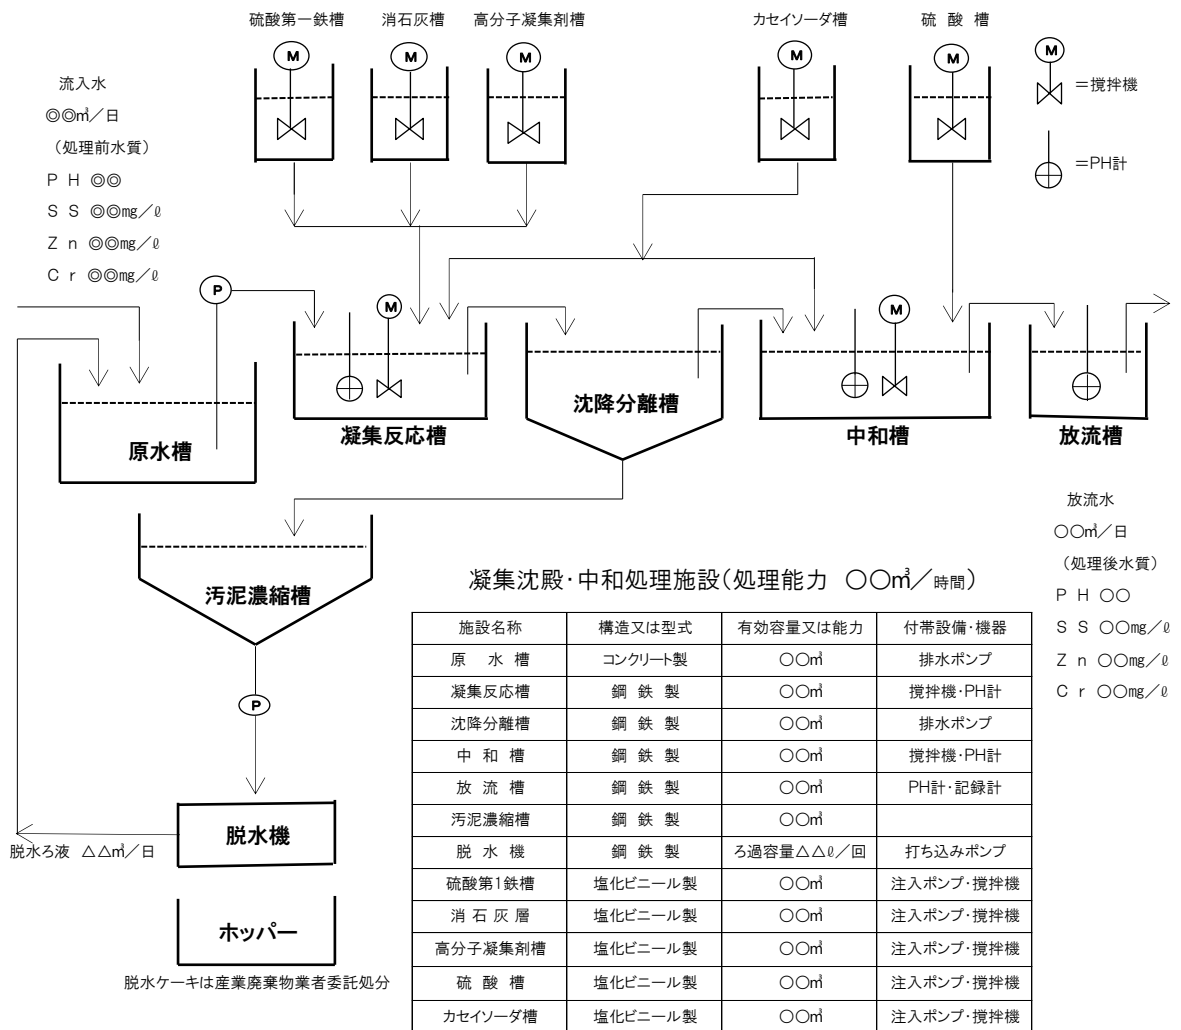 硫酸第一鉄槽
消石灰槽
高分子凝集剤槽
カセイソーダ槽
硫 酸 槽
M
M
M
M
M
M
=撹拌機
=PH計
流入水
◎◎㎥/日
(処理前水質)
P H ◎◎
S S ◎◎㎎/ℓ
Z n ◎◎㎎/ℓ
C r ◎◎㎎/ℓ
P
M
M
原水槽
凝集反応槽
沈降分離槽
中和槽
放流槽
汚泥濃縮槽
P
脱水機
脱水ろ液 △△㎥/日
ホッパー
脱水ケーキは産業廃棄物業者委託処分
放流水
○○㎥/日
(処理後水質)
P H ○○
S S ○○㎎/ℓ
Z n ○○㎎/ℓ
C r ○○㎎/ℓ
凝集沈殿・中和処理施設(処理能力 ○○㎥/時間)
施設名称 構造又は型式 有効容量又は能力 付帯設備・機器
原 水 槽 コンクリート製 ○○㎥ 排水ポンプ
凝集反応槽 鋼 鉄 製 ○○㎥ 撹拌機・PH計
沈降分離槽 鋼 鉄 製 ○○㎥ 排水ポンプ
中 和 槽 鋼 鉄 製 ○○㎥ 撹拌機・PH計
放 流 槽 鋼 鉄 製 ○○㎥ PH計・記録計
汚泥濃縮槽 鋼 鉄 製 ○○㎥
脱 水 機 鋼 鉄 製 ろ過容量△△ℓ/回 打ち込みポンプ
硫酸第1鉄槽 塩化ビニール製 ○○㎥ 注入ポンプ・撹拌機
消 石 灰 層 塩化ビニール製 ○○㎥ 注入ポンプ・撹拌機
高分子凝集剤槽 塩化ビニール製 ○○㎥ 注入ポンプ・撹拌機
硫 酸 槽 塩化ビニール製 ○○㎥ 注入ポンプ・撹拌機
カセイソーダ槽 塩化ビニール製 ○○㎥ 注入ポンプ・撹拌機